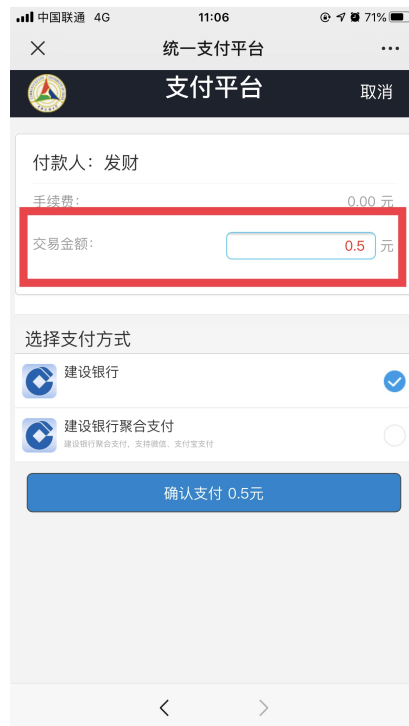 中国联通 4G 11:06 71%
统一支付平台
支付平台 取消
付款人：发财
手续费： 0.00 元
交易金额： 0.5 元
选择支付方式
建设银行
建设银行聚合支付
建设银行聚合支付，支持微信、支付宝支付
确认支付 0.5元